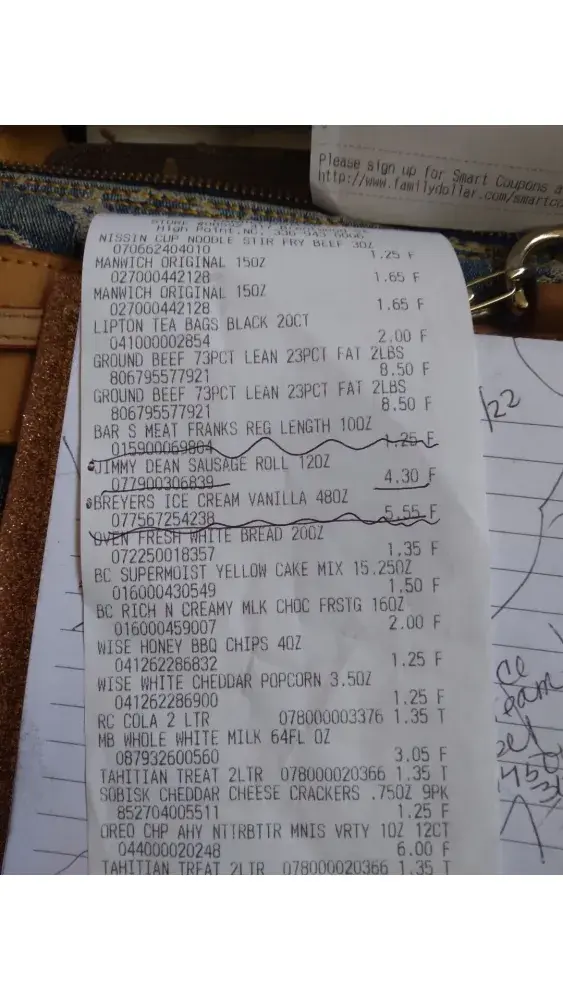 Please sign up for Smart Coupons a
http://www.familydollar.com/smartco
High Point, NC
NISSIN CUP NOODLE STIR FRY BEEF 3OZ
070662404010 1.25 F
MANWICH ORIGINAL 15OZ
027000442128 1.65 F
MANWICH ORIGINAL 15OZ
027000442128 1.65 F
LIPTON TEA BAGS BLACK 20CT
041000002854 2.00 F
GROUND BEEF 73PCT LEAN 23PCT FAT 2LBS
806795577921 8.50 F
GROUND BEEF 73PCT LEAN 23PCT FAT 2LBS
806795577921 8.50 F
BAR S MEAT FRANKS REG LENGTH 10OZ
015900069804 1.25 F
JIMMY DEAN SAUSAGE ROLL 12OZ
077900306839 4.30 F
BREYERS ICE CREAM VANILLA 48OZ
077567254238 5.55 F
OVEN FRESH WHITE BREAD 20OZ
072250018357 1.35 F
BC SUPERMOIST YELLOW CAKE MIX 15.25OZ
016000430549 1.50 F
BC RICH N CREAMY MLK CHOC FRSTG 16OZ
016000459007 2.00 F
WISE HONEY BBQ CHIPS 4OZ
041262286832 1.25 F
WISE WHITE CHEDDAR POPCORN 3.5OZ
041262286900 1.25 F
RC COLA 2 LTR 078000003376 1.35 T
MB WHOLE WHITE MILK 64FL OZ
087932600560 3.05 F
TAHITIAN TREAT 2LTR 078000020366 1.35 T
SOBISK CHEDDAR CHEESE CRACKERS .75OZ 9PK
852704005511 1.25 F
OREO CHP AHY NTTRBTTR MNIS VRTY 1OZ 12CT
044000020248 6.00 F
TAHITIAN TREAT 2LTR 078000020366 1.35 T
/22